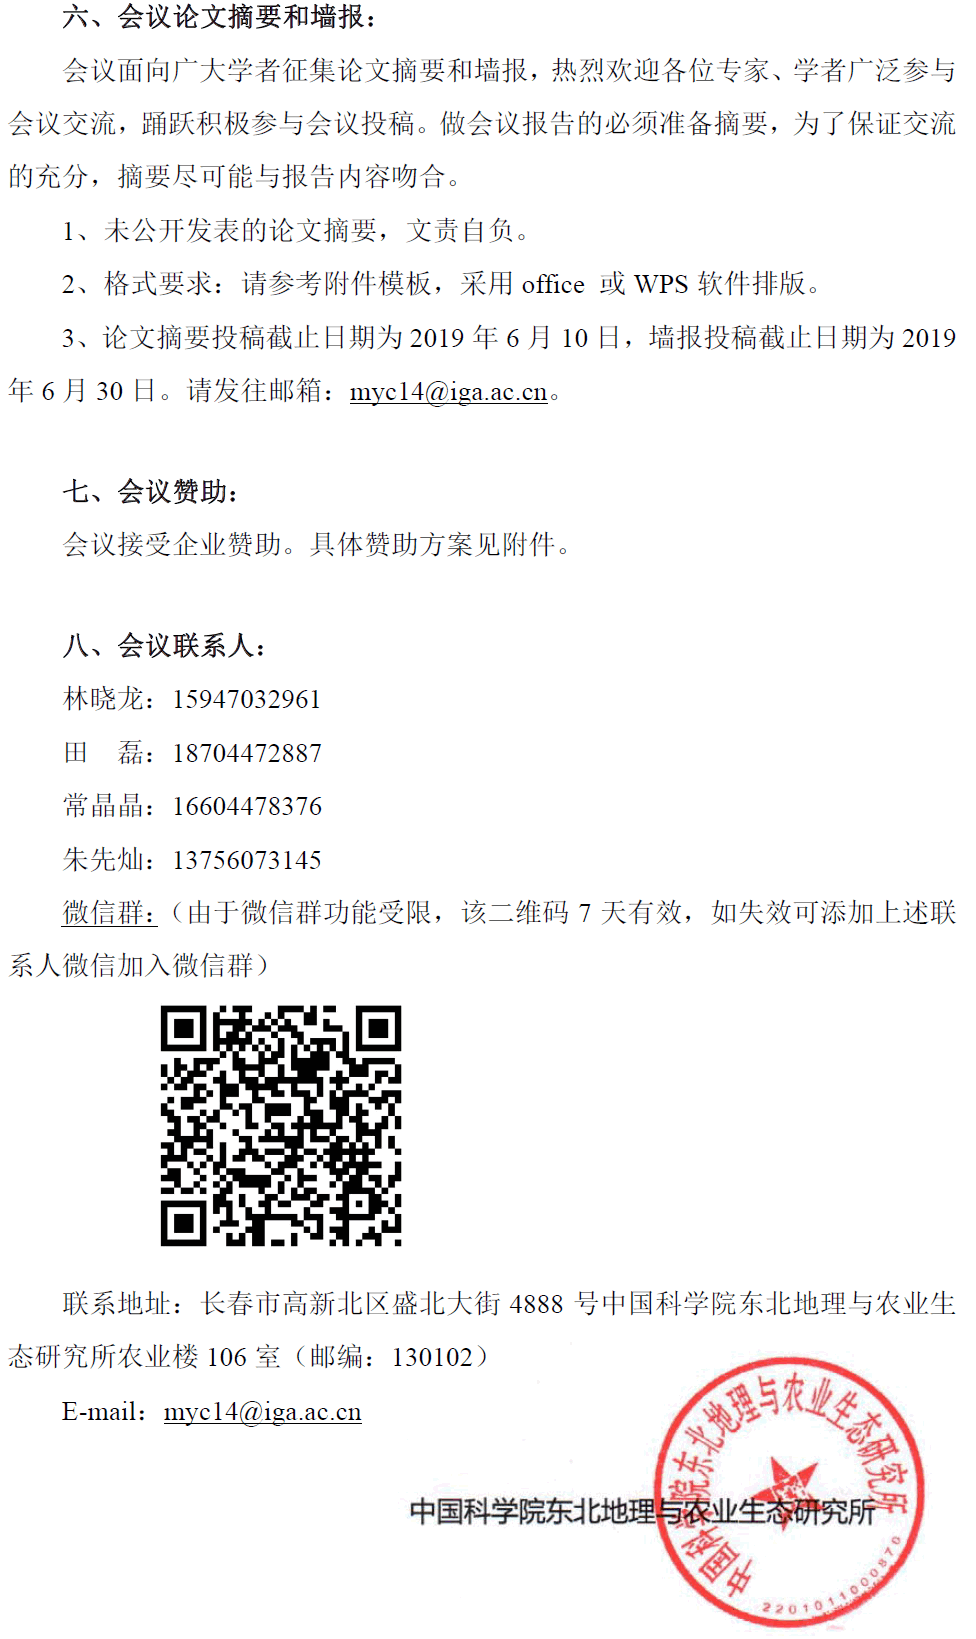 六、会议论文摘要和墙报：
会议面向广大学者征集论文摘要和墙报，热烈欢迎各位专家、学者广泛参与
会议交流，踊跃积极参与会议投稿。做会议报告的必须准备摘要，为了保证交流
的充分，摘要尽可能与报告内容吻合。
1、未公开发表的论文摘要，文责自负。
2、格式要求：请参考附件模板，采用 office 或 WPS 软件排版。
3、论文摘要投稿截止日期为 2019 年 6 月 10 日，墙报投稿截止日期为 2019
年 6 月 30 日。请发往邮箱：myc14@iga.ac.cn。
七、会议赞助：
会议接受企业赞助。具体赞助方案见附件。
八、会议联系人：
林晓龙：15947032961
田　磊：18704472887
常晶晶：16604478376
朱先灿：13756073145
微信群：（由于微信群功能受限，该二维码 7 天有效，如失效可添加上述联
系人微信加入微信群）
联系地址：长春市高新北区盛北大街 4888 号中国科学院东北地理与农业生
态研究所农业楼 106 室（邮编：130102）
E-mail：myc14@iga.ac.cn
中国科学院东北地理与农业生态研究所
中国科学院东北地理与农业生态研究所
2201011000870